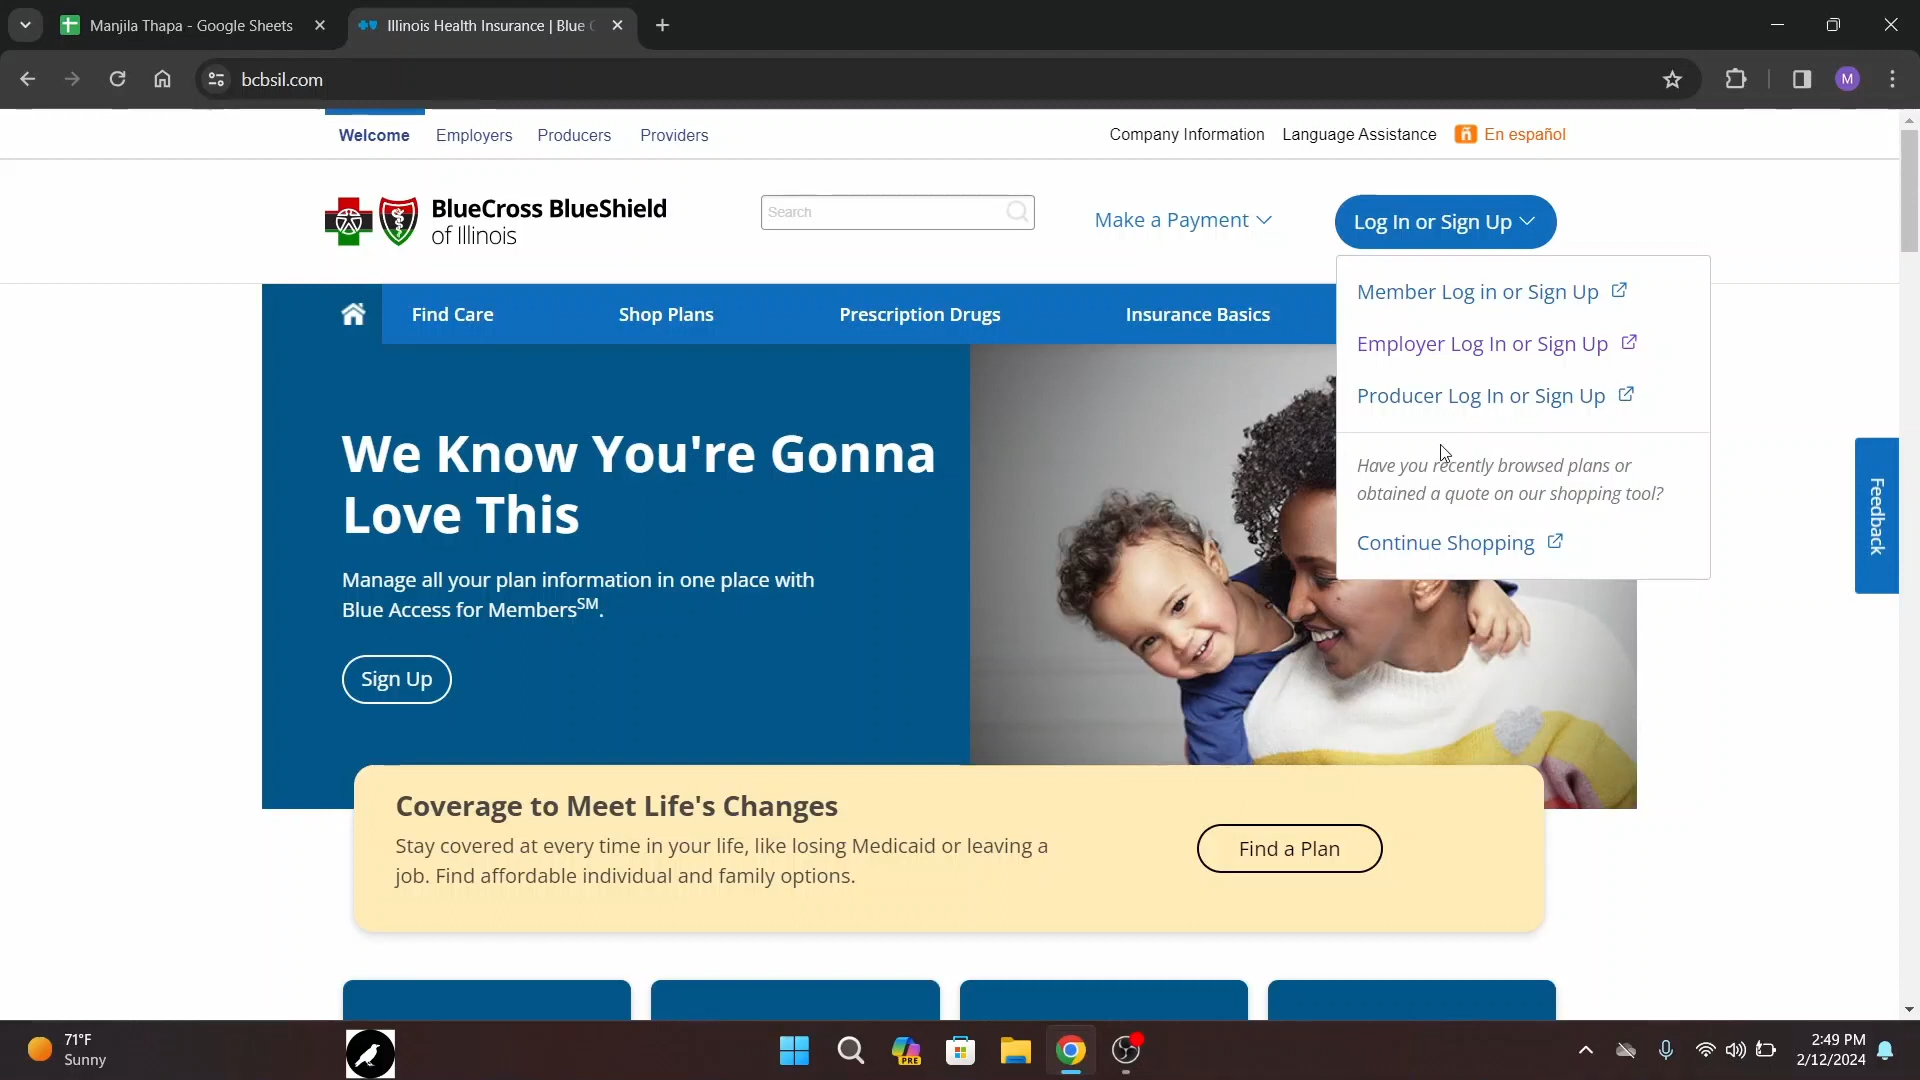 Manjila Thapa - Google Sheets
Illinois Health Insurance | Blue C
bcbsil.com
M
Welcome
Employers
Producers
Providers
Company Information
Language Assistance
ñ
En español
BlueCross BlueShield
of Illinois
Search
Make a Payment
Log In or Sign Up
Member Log in or Sign Up
Employer Log In or Sign Up
Producer Log In or Sign Up
Have you recently browsed plans or
obtained a quote on our shopping tool?
Continue Shopping
Find Care
Shop Plans
Prescription Drugs
Insurance Basics
We Know You're Gonna
Love This
Manage all your plan information in one place with
Blue Access for MembersSM.
Sign Up
Feedback
Coverage to Meet Life's Changes
Stay covered at every time in your life, like losing Medicaid or leaving a
job. Find affordable individual and family options.
Find a Plan
71°F
Sunny
PRE
2:49 PM
2/12/2024